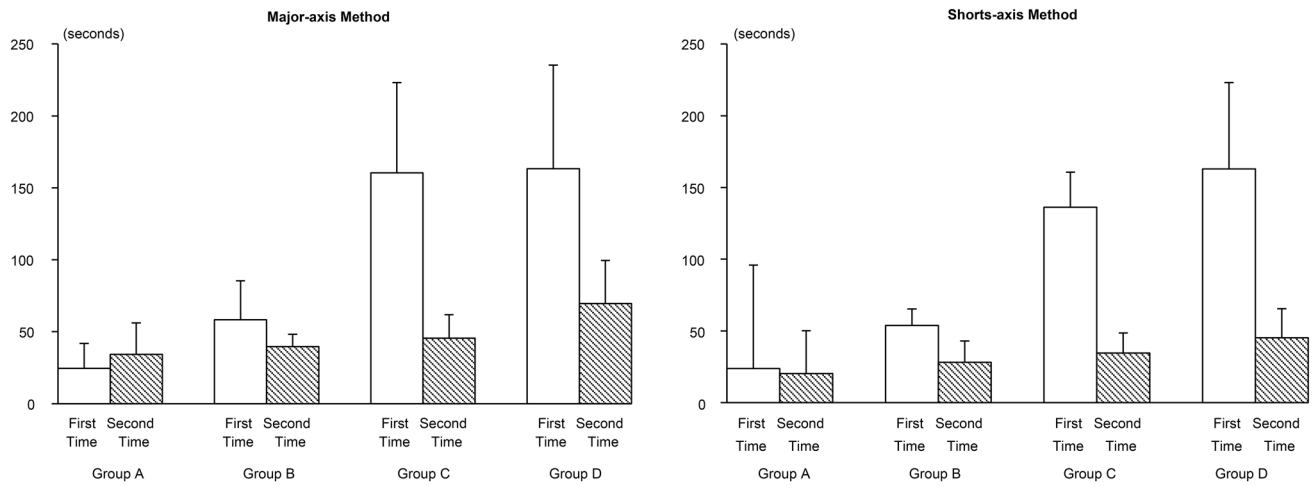 Major-axis Method
(seconds)
250
200
150
100
50
0
First Second First Second First Second First Second
Time Time Time Time Time Time Time Time
Group A Group B Group C Group D
Shorts-axis Method
(seconds)
250
200
150
100
50
0
First Second First Second First Second First Second
Time Time Time Time Time Time Time Time
Group A Group B Group C Group D